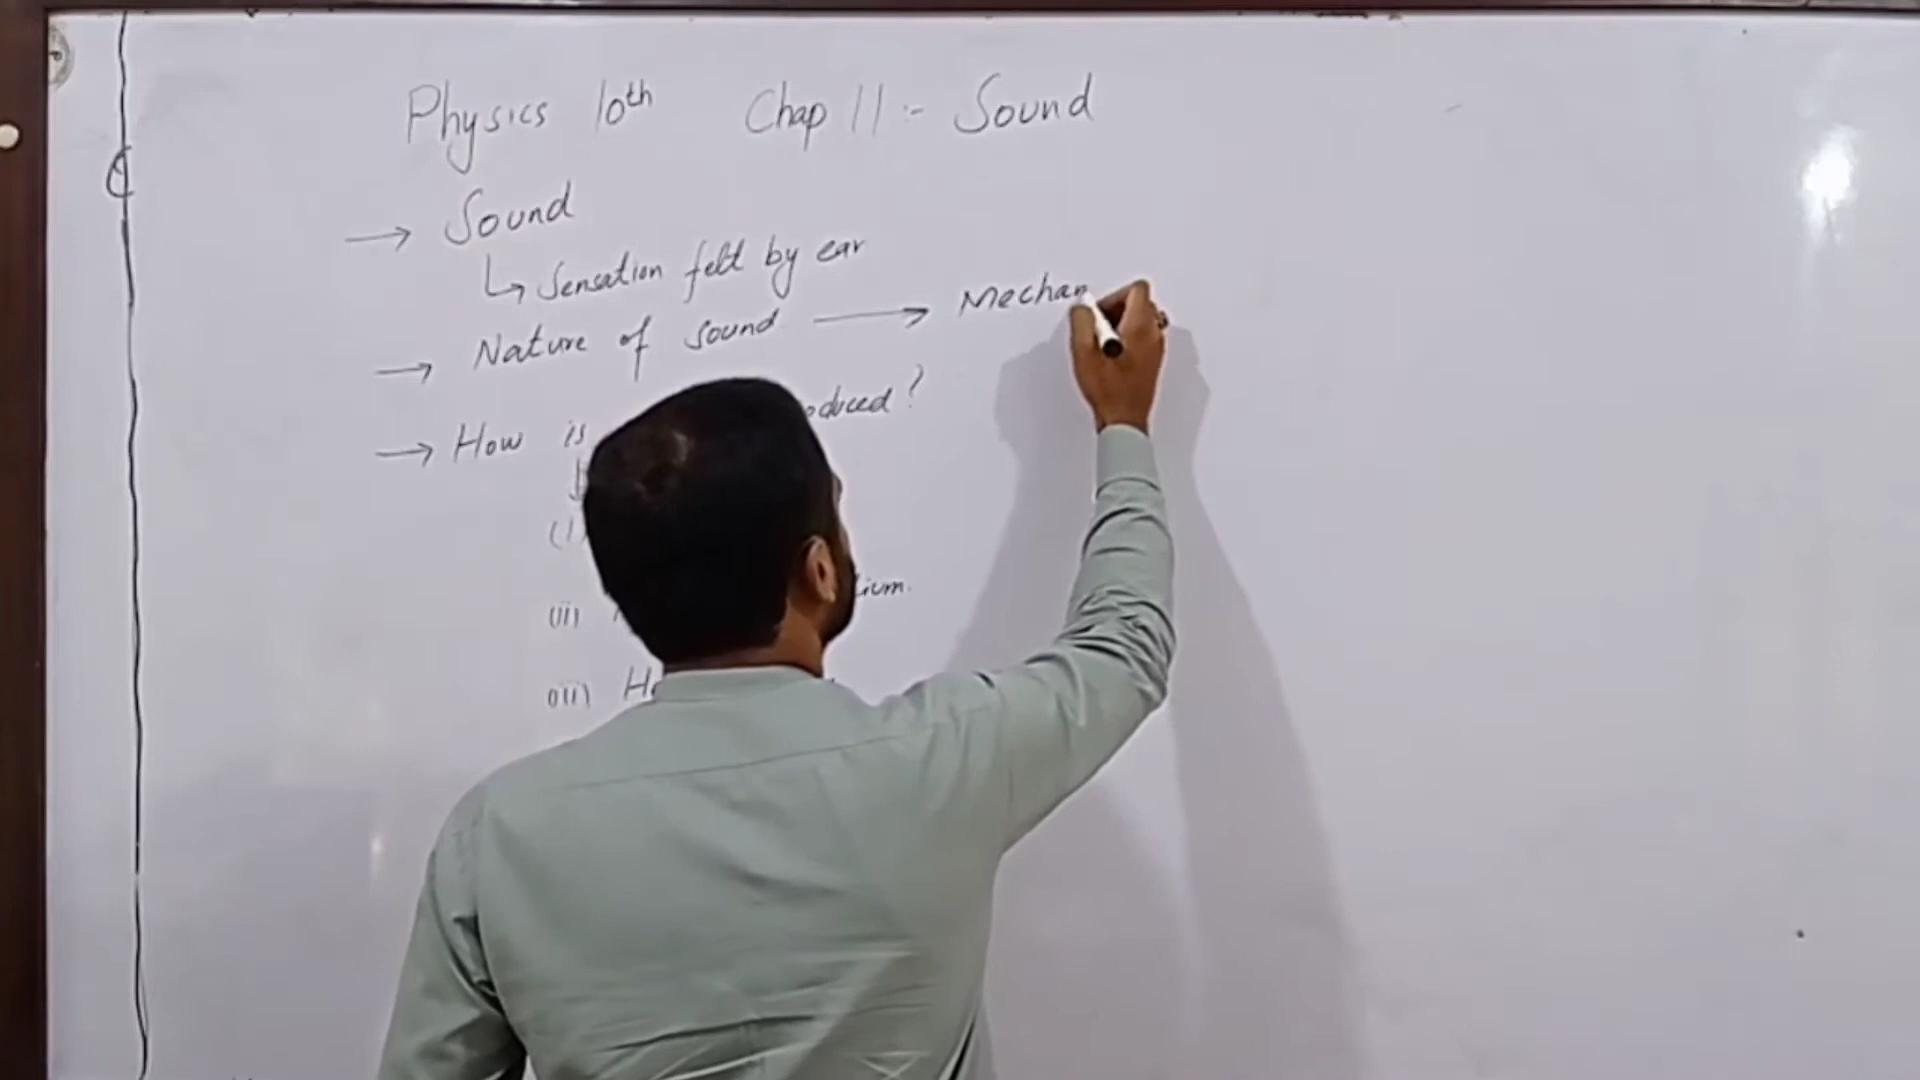 Physics 10th Chap 11:- Sound
→ Sound
↳ Sensation felt by ear
→ Nature of sound → Mechan
→ How is oduced?
(i)
(ii) ium.
(iii) H